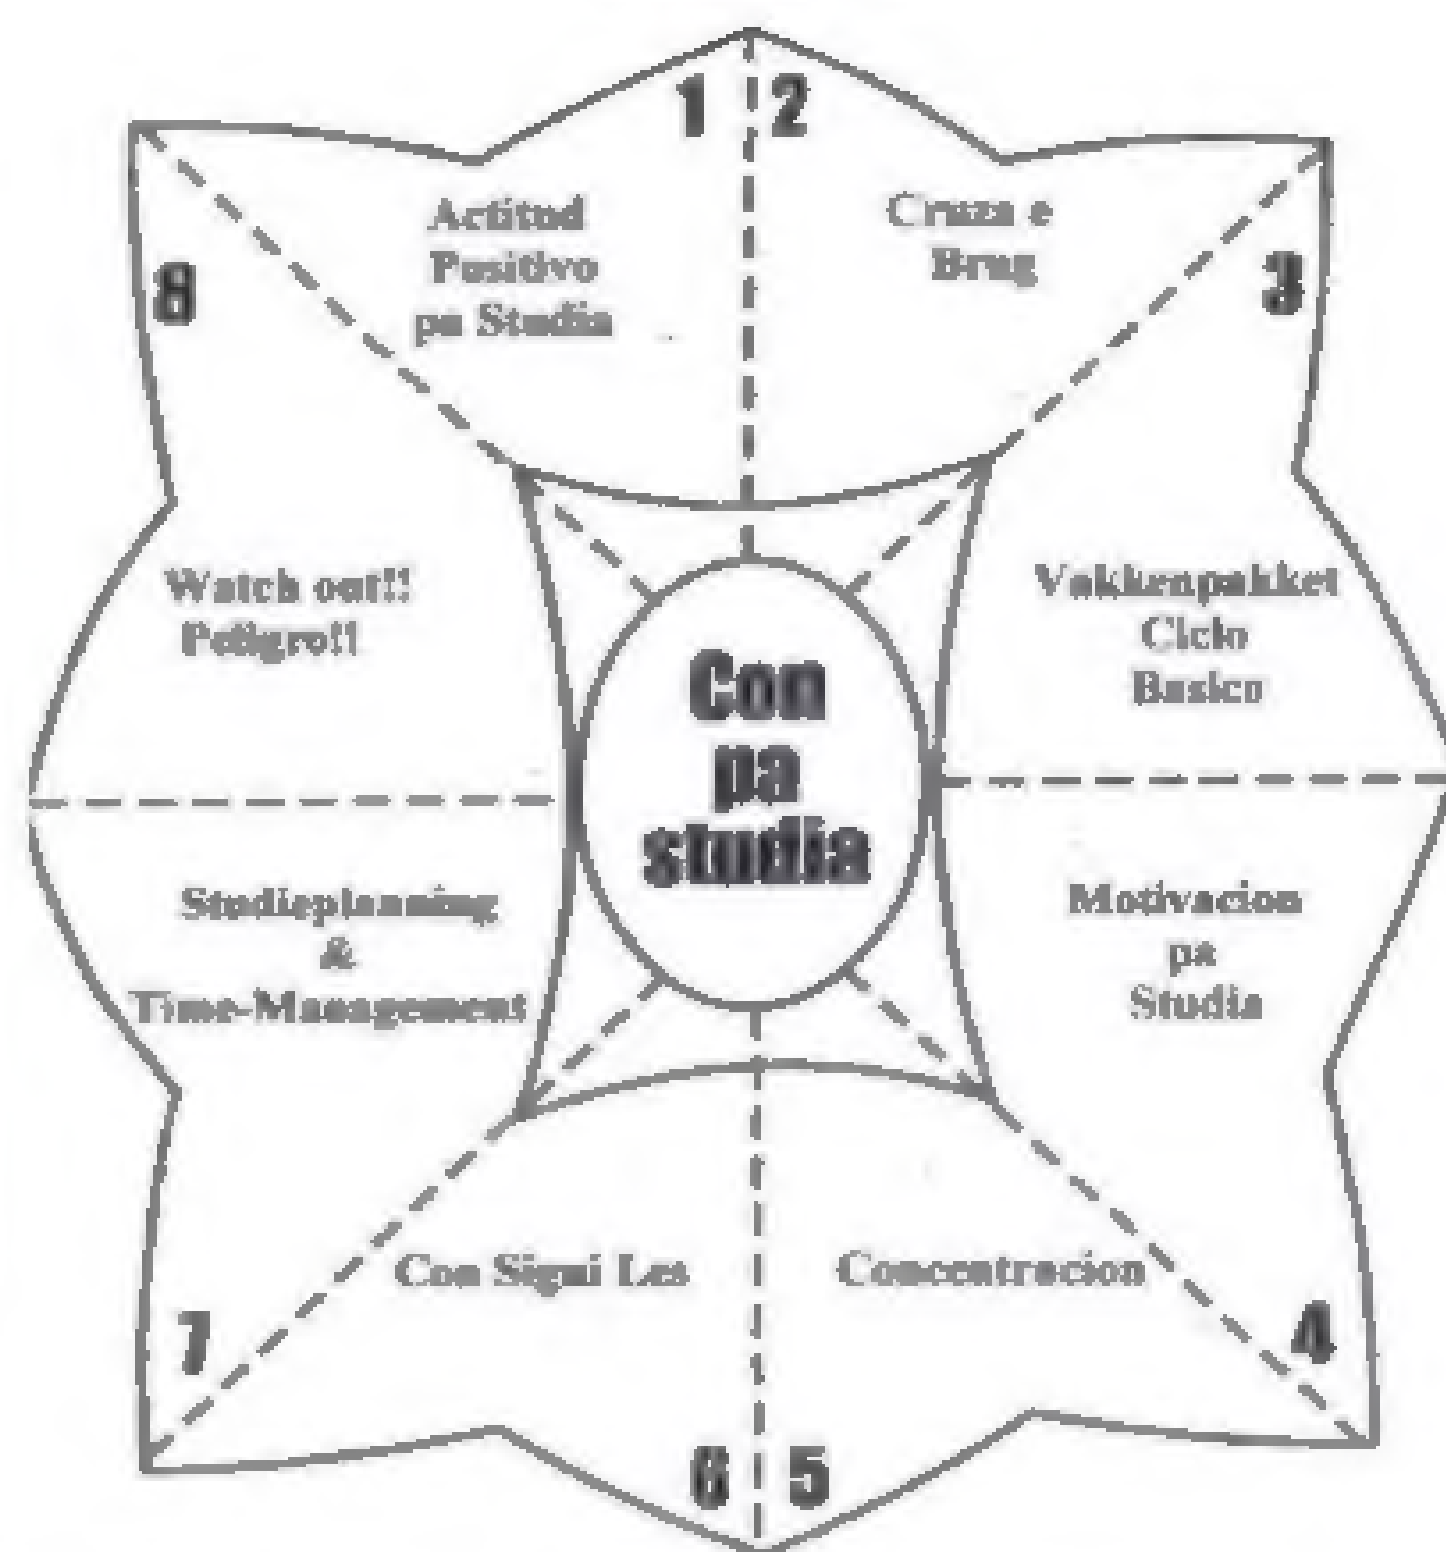 1
Actitud
Positivo
pa Studia
2
Cruza e
Brug
3
Vakkenpakket
Ciclo
Basico
4
Motivacion
pa
Studia
5
Concentracion
6
Con Sigui Les
7
Studieplanning
&
Time-Management
8
Watch out!!
Peligro!!
Con
pa
studia